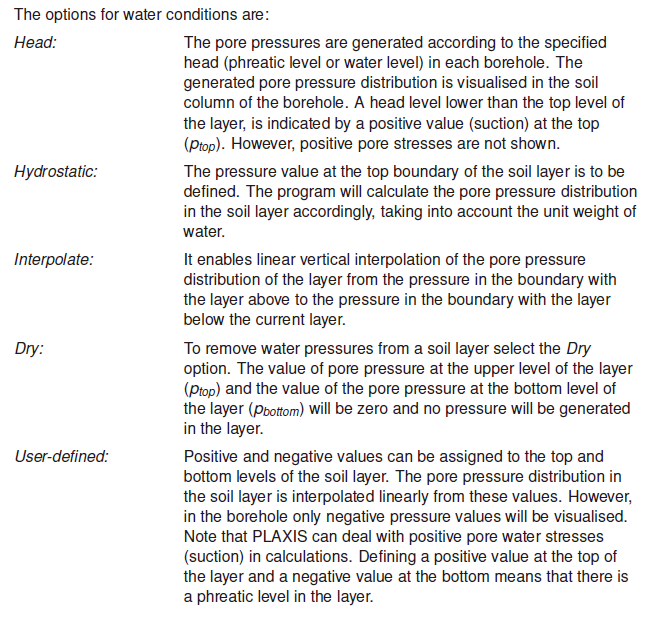 The options for water conditions are:
Head: The pore pressures are generated according to the specified
head (phreatic level or water level) in each borehole. The
generated pore pressure distribution is visualised in the soil
column of the borehole. A head level lower than the top level of
the layer, is indicated by a positive value (suction) at the top
(ptop). However, positive pore stresses are not shown.
Hydrostatic: The pressure value at the top boundary of the soil layer is to be
defined. The program will calculate the pore pressure distribution
in the soil layer accordingly, taking into account the unit weight of
water.
Interpolate: It enables linear vertical interpolation of the pore pressure
distribution of the layer from the pressure in the boundary with
the layer above to the pressure in the boundary with the layer
below the current layer.
Dry: To remove water pressures from a soil layer select the Dry
option. The value of pore pressure at the upper level of the layer
(ptop) and the value of the pore pressure at the bottom level of
the layer (pbottom) will be zero and no pressure will be generated
in the layer.
User-defined: Positive and negative values can be assigned to the top and
bottom levels of the soil layer. The pore pressure distribution in
the soil layer is interpolated linearly from these values. However,
in the borehole only negative pressure values will be visualised.
Note that PLAXIS can deal with positive pore water stresses
(suction) in calculations. Defining a positive value at the top of
the layer and a negative value at the bottom means that there is
a phreatic level in the layer.